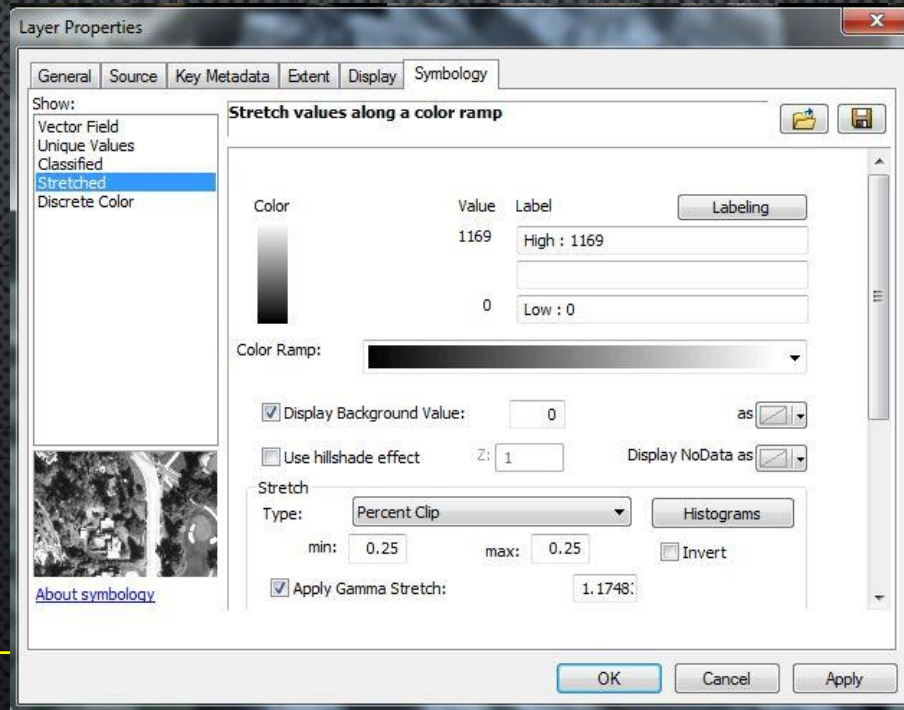 Layer Properties
General Source Key Metadata Extent Display Symbology
Show:
Vector Field
Unique Values
Classified
Stretched
Discrete Color
About symbology
Stretch values along a color ramp
Color Value Label Labeling
1169 High : 1169
0 Low : 0
Color Ramp:
Display Background Value: 0 as
Use hillshade effect Z: 1 Display NoData as
Stretch
Type: Percent Clip Histograms
min: 0.25 max: 0.25 Invert
Apply Gamma Stretch:
OK Cancel Apply